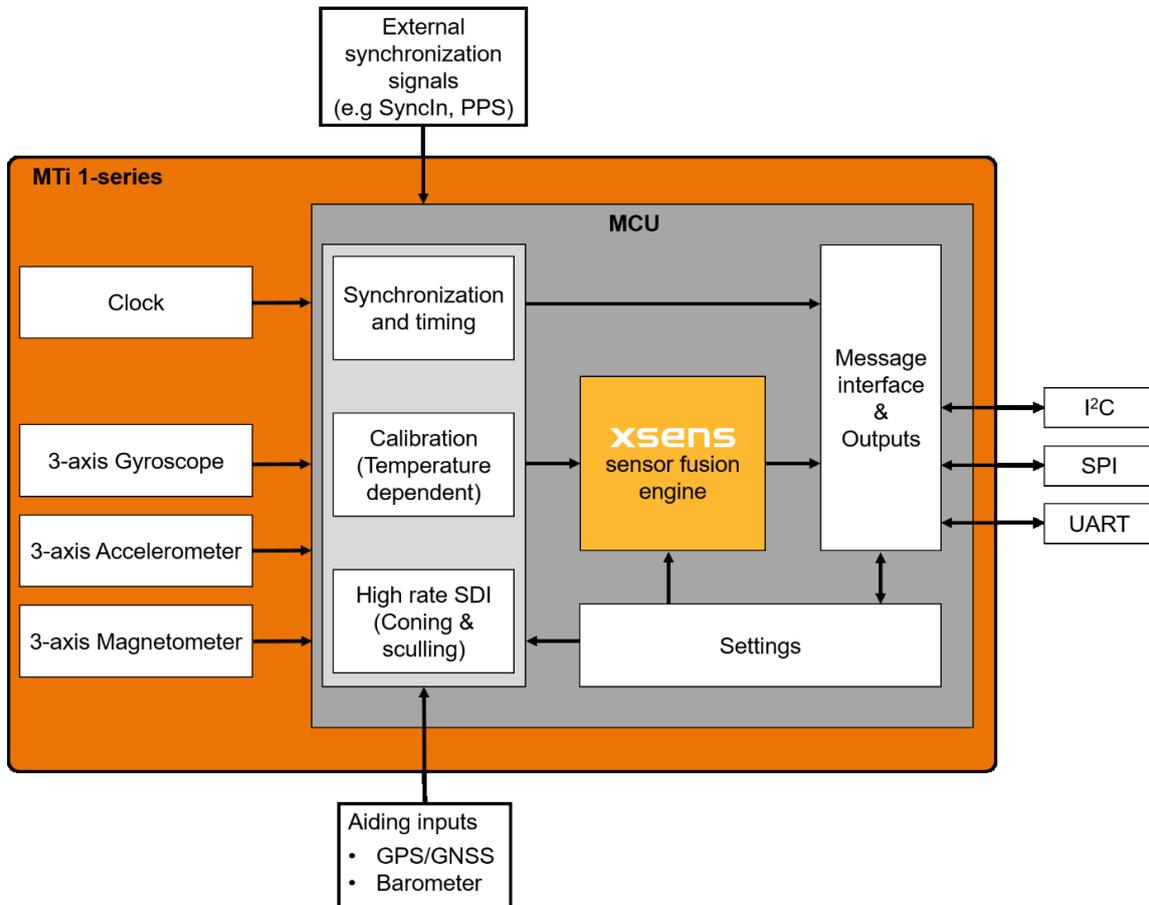 External
synchronization
signals
(e.g SyncIn, PPS)
MTi 1-series
MCU
Clock
Synchronization
and timing
Message
interface
&
Outputs
3-axis Gyroscope
Calibration
(Temperature
dependent)
xsens
sensor fusion
engine
I²C
SPI
UART
3-axis Accelerometer
3-axis Magnetometer
High rate SDI
(Coning &
sculling)
Settings
Aiding inputs
• GPS/GNSS
• Barometer